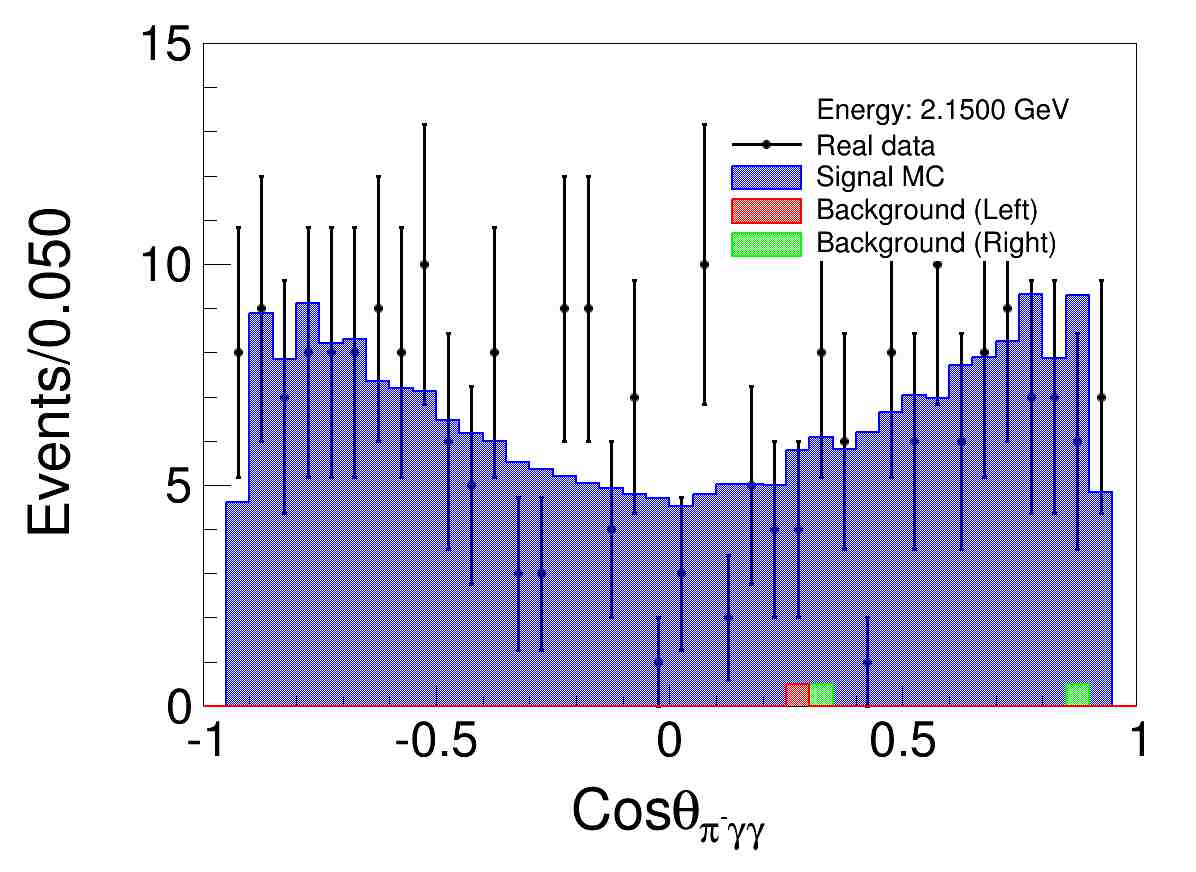 15
10
5
0
Events/0.050
Energy: 2.1500 GeV
Real data
Signal MC
Background (Left)
Background (Right)
-1 -0.5 0 0.5 1
Cosθπ-γγ